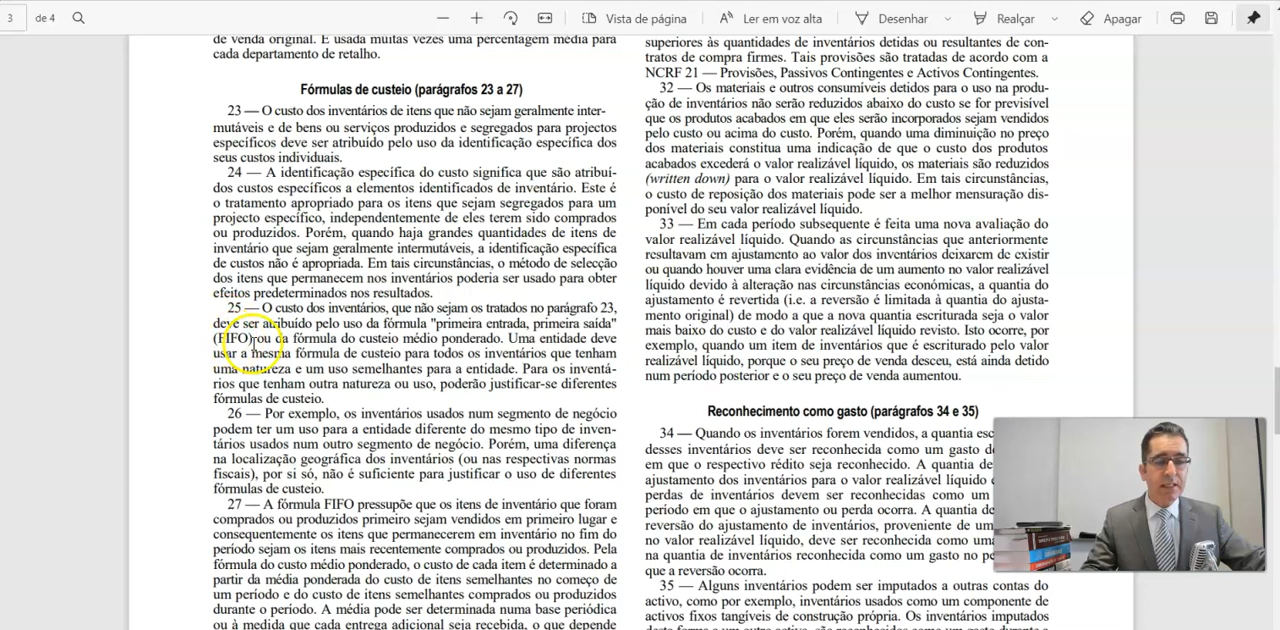 3 de 4 Vista de página Ler em voz alta Desenhar Realçar Apagar
de venda original. É usada muitas vezes uma percentagem média para
cada departamento de retalho.
Fórmulas de custeio (parágrafos 23 a 27)
23 — O custo dos inventários de itens que não sejam geralmente inter-
mutáveis e de bens ou serviços produzidos e segregados para projectos
específicos deve ser atribuído pelo uso da identificação específica dos
seus custos individuais.
24 — A identificação específica do custo significa que são atribuí-
dos custos específicos a elementos identificados de inventário. Este é
o tratamento apropriado para os itens que sejam segregados para um
projecto específico, independentemente de eles terem sido comprados
ou produzidos. Porém, quando haja grandes quantidades de itens de
inventário que sejam geralmente intermutáveis, a identificação específica
de custos não é apropriada. Em tais circunstâncias, o método de selecção
dos itens que permanecem nos inventários poderia ser usado para obter
efeitos predeterminados nos resultados.
25 — O custo dos inventários, que não sejam os tratados no parágrafo 23,
deve ser atribuído pelo uso da fórmula "primeira entrada, primeira saída"
(FIFO) ou da fórmula do custeio médio ponderado. Uma entidade deve
usar a mesma fórmula de custeio para todos os inventários que tenham
uma natureza e um uso semelhantes para a entidade. Para os inventá-
rios que tenham outra natureza ou uso, poderão justificar-se diferentes
fórmulas de custeio.
26 — Por exemplo, os inventários usados num segmento de negócio
podem ter um uso para a entidade diferente do mesmo tipo de inven-
tários usados num outro segmento de negócio. Porém, uma diferença
na localização geográfica dos inventários (ou nas respectivas normas
fiscais), por si só, não é suficiente para justificar o uso de diferentes
fórmulas de custeio.
27 — A fórmula FIFO pressupõe que os itens de inventário que foram
comprados ou produzidos primeiro sejam vendidos em primeiro lugar e
consequentemente os itens que permanecerem em inventário no fim do
período sejam os itens mais recentemente comprados ou produzidos. Pela
fórmula do custo médio ponderado, o custo de cada item é determinado a
partir da média ponderada do custo de itens semelhantes no começo de
um período e do custo de itens semelhantes comprados ou produzidos
durante o período. A média pode ser determinada numa base periódica
ou à medida que cada entrega adicional seja recebida, o que depende
superiores às quantidades de inventários detidas ou resultantes de con-
tratos de compra firmes. Tais provisões são tratadas de acordo com a
NCRF 21 — Provisões, Passivos Contingentes e Activos Contingentes.
32 — Os materiais e outros consumíveis detidos para o uso na produ-
ção de inventários não serão reduzidos abaixo do custo se for previsível
que os produtos acabados em que eles serão incorporados sejam vendidos
pelo custo ou acima do custo. Porém, quando uma diminuição no preço
dos materiais constitua uma indicação de que o custo dos produtos
acabados excederá o valor realizável líquido, os materiais são reduzidos
(written down) para o valor realizável líquido. Em tais circunstâncias,
o custo de reposição dos materiais pode ser a melhor mensuração dis-
ponível do seu valor realizável líquido.
33 — Em cada período subsequente é feita uma nova avaliação do
valor realizável líquido. Quando as circunstâncias que anteriormente
resultavam em ajustamento ao valor dos inventários deixarem de existir
ou quando houver uma clara evidência de um aumento no valor realizável
líquido devido à alteração nas circunstâncias económicas, a quantia do
ajustamento é revertida (i.e. a reversão é limitada à quantia do ajusta-
mento original) de modo a que a nova quantia escriturada seja o valor
mais baixo do custo e do valor realizável líquido revisto. Isto ocorre, por
exemplo, quando um item de inventários que é escriturado pelo valor
realizável líquido, porque o seu preço de venda desceu, está ainda detido
num período posterior e o seu preço de venda aumentou.
Reconhecimento como gasto (parágrafos 34 e 35)
34 — Quando os inventários forem vendidos, a quantia esc
desses inventários deve ser reconhecida como um gasto d
em que o respectivo rédito seja reconhecido. A quantia de
ajustamento dos inventários para o valor realizável líquido
perdas de inventários devem ser reconhecidas como um
período em que o ajustamento ou perda ocorra. A quantia de
reversão do ajustamento de inventários, proveniente de um
no valor realizável líquido, deve ser reconhecida como uma
na quantia de inventários reconhecida como um gasto no pe
que a reversão ocorra.
35 — Alguns inventários podem ser imputados a outras contas do
activo, como por exemplo, inventários usados como um componente de
activos fixos tangíveis de construção própria. Os inventários imputados